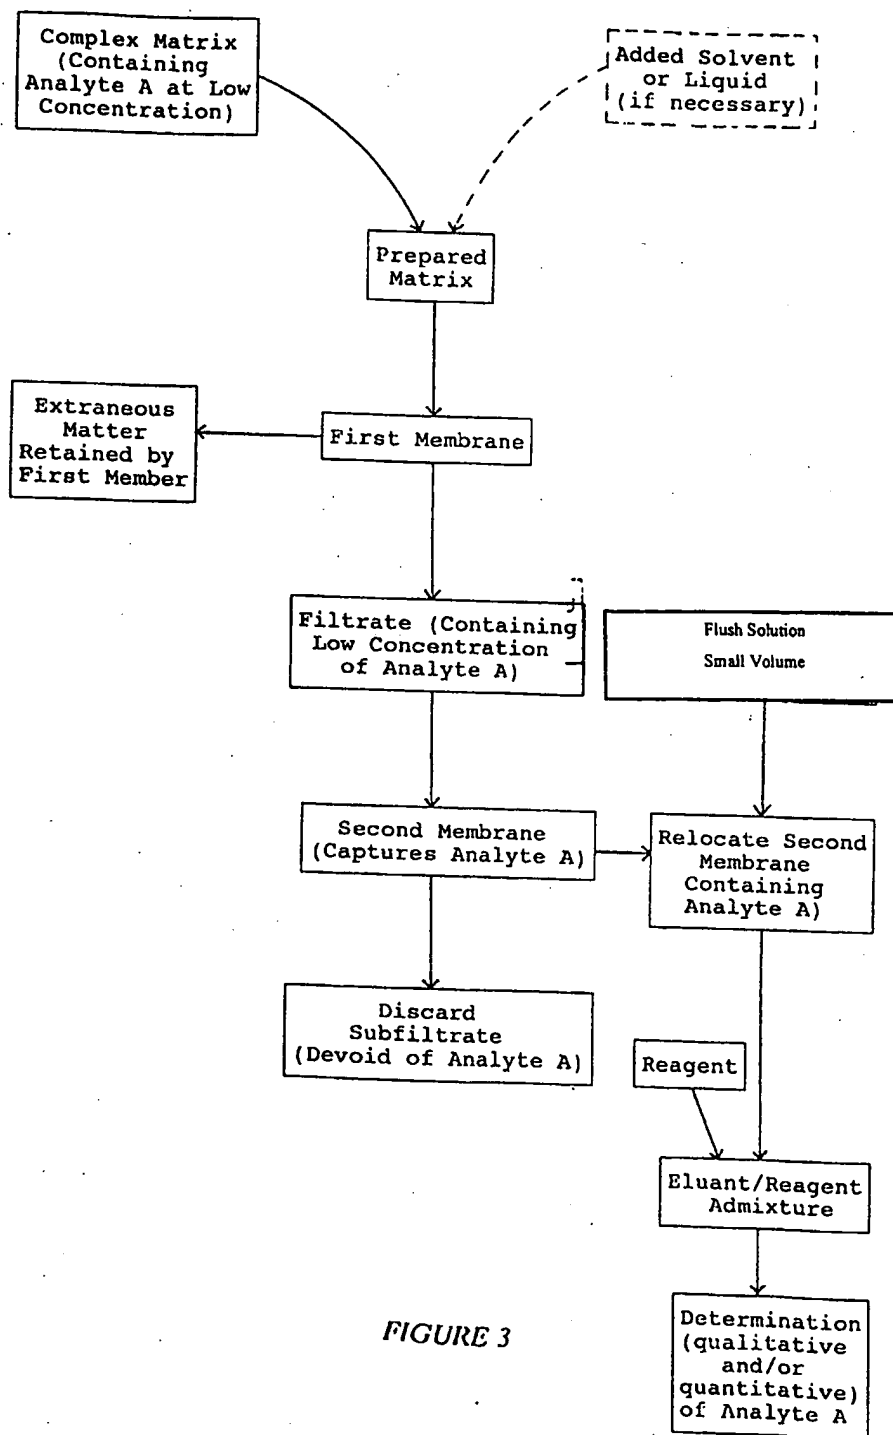 Complex Matrix
(Containing
Analyte A at Low
Concentration)
Added Solvent
or Liquid
(if necessary)
Prepared
Matrix
Extraneous
Matter
Retained by
First Member
First Membrane
Filtrate (Containing
Low Concentration
of Analyte A)
Flush Solution
Small Volume
Second Membrane
(Captures Analyte A)
Relocate Second
Membrane
Containing
Analyte A)
Discard
Subfiltrate
(Devoid of Analyte A)
Reagent
Eluant/Reagent
Admixture
Determination
(qualitative
and/or
quantitative)
of Analyte A
FIGURE 3